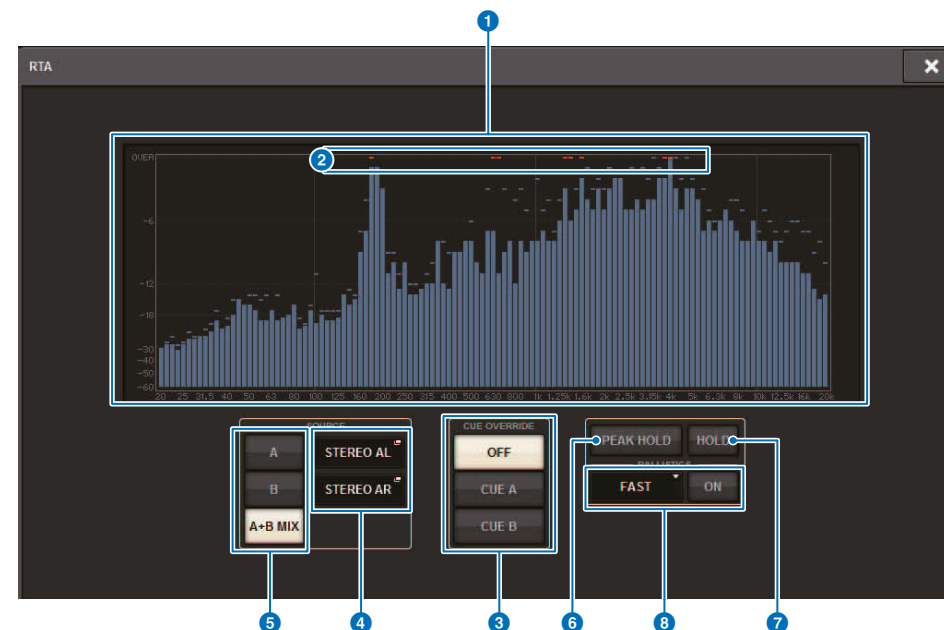 1
RTA
OVER
2
-6
-12
-18
-30
-40
-50
-60
20 25 31.5 40 50 63 80 100 125 160 200 250 315 400 500 630 800 1k 1.25k 1.6k 2k 2.5k 3.15k 4k 5k 6.3k 8k 10k 12.5k 16k 20k
SOURCE
CUE OVERRIDE
A
STEREO AL
OFF
PEAK HOLD
HOLD
BALLISTICS
B
STEREO AR
CUE A
FAST
ON
A+B MIX
CUE B
5
4
3
6
8
7